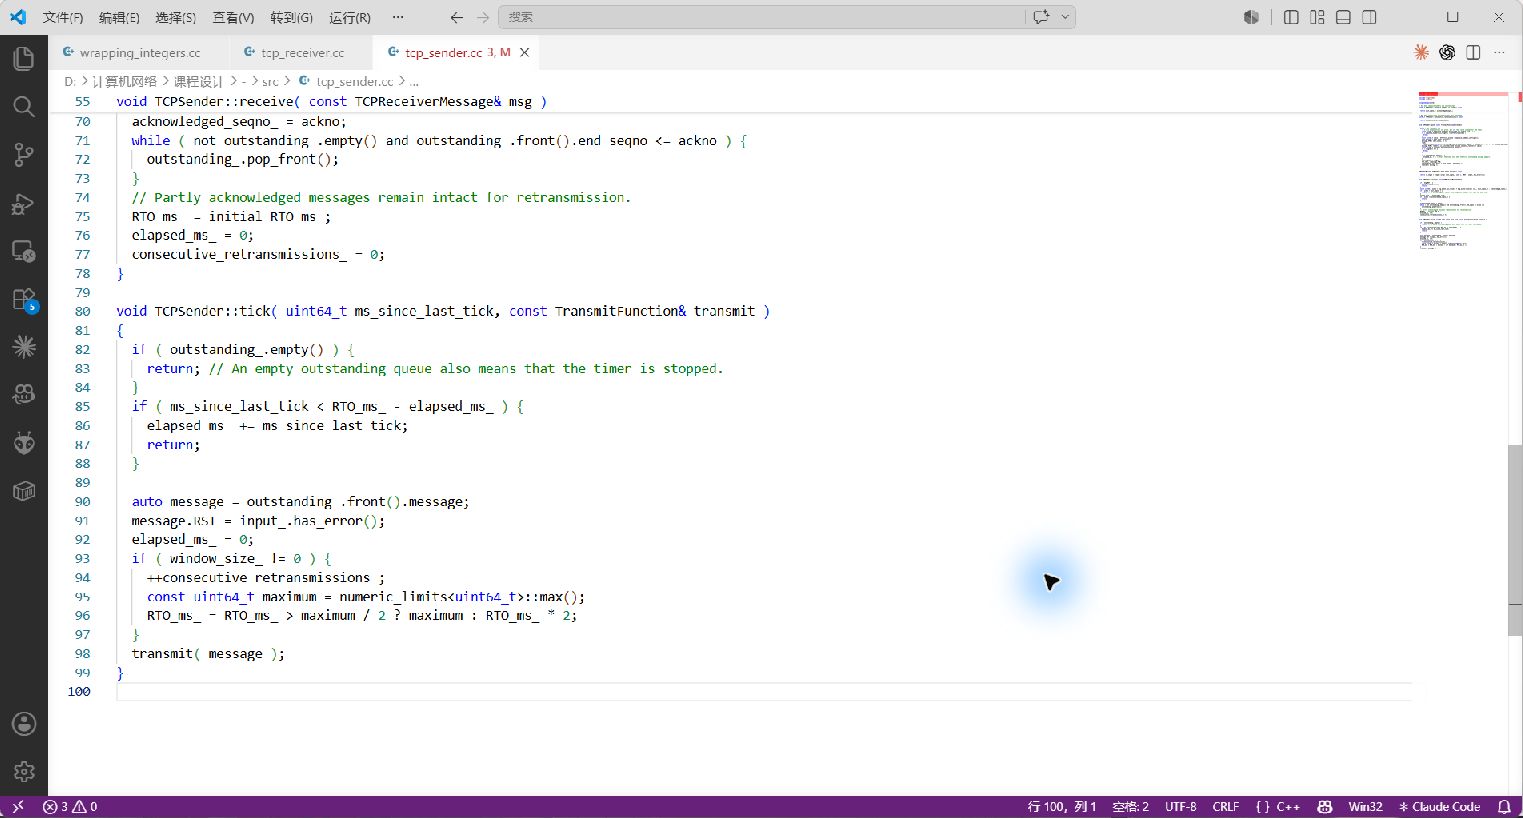 文件(F) 编辑(E) 选择(S) 查看(V) 转到(G) 运行(R) ··· 搜索
wrapping_integers.cc tcp_receiver.cc tcp_sender.cc 3, M
D: > 计算机网络 > 课程设计 > - > src > tcp_sender.cc > ...
55 void TCPSender::receive( const TCPReceiverMessage& msg )
70 acknowledged_seqno_ = ackno;
71 while ( not outstanding_.empty() and outstanding_.front().end_seqno <= ackno ) {
72 outstanding_.pop_front();
73 }
74 // Partly acknowledged messages remain intact for retransmission.
75 RTO_ms_ = initial_RTO_ms_;
76 elapsed_ms_ = 0;
77 consecutive_retransmissions_ = 0;
78 }
79
80 void TCPSender::tick( uint64_t ms_since_last_tick, const TransmitFunction& transmit )
81 {
82 if ( outstanding_.empty() ) {
83 return; // An empty outstanding queue also means that the timer is stopped.
84 }
85 if ( ms_since_last_tick < RTO_ms_ - elapsed_ms_ ) {
86 elapsed_ms_ += ms_since_last_tick;
87 return;
88 }
89
90 auto message = outstanding_.front().message;
91 message.RST = input_.has_error();
92 elapsed_ms_ = 0;
93 if ( window_size_ != 0 ) {
94 ++consecutive_retransmissions_;
95 const uint64_t maximum = numeric_limits<uint64_t>::max();
96 RTO_ms_ = RTO_ms_ > maximum / 2 ? maximum : RTO_ms_ * 2;
97 }
98 transmit( message );
99 }
100
3 0 行 100，列 1 空格: 2 UTF-8 CRLF {} C++ Win32 Claude Code